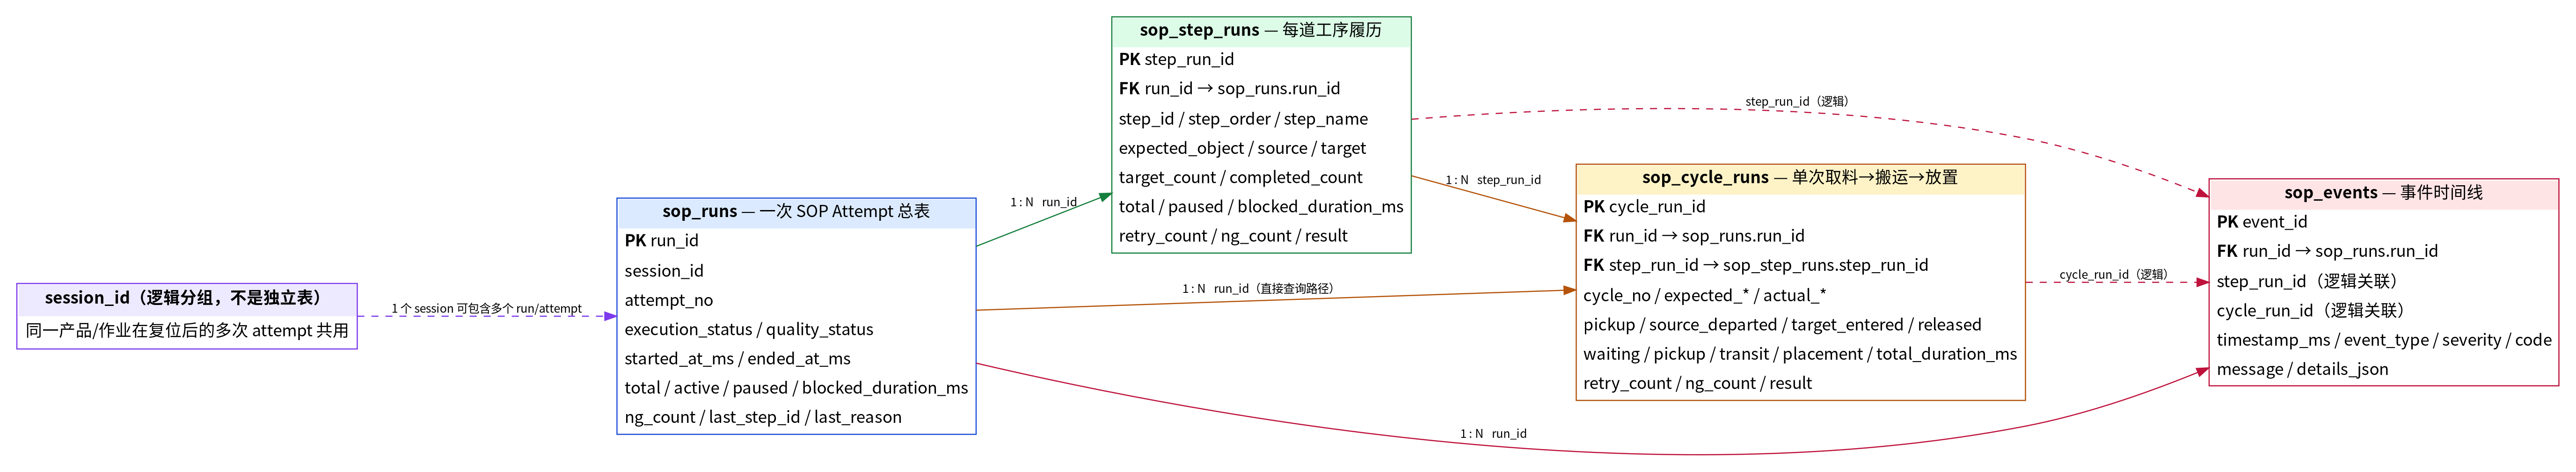 session_id（逻辑分组，不是独立表）
同一产品/作业在复位后的多次 attempt 共用
1 个 session 可包含多个 run/attempt
sop_runs — 一次 SOP Attempt 总表
PK run_id
session_id
attempt_no
execution_status / quality_status
started_at_ms / ended_at_ms
total / active / paused / blocked_duration_ms
ng_count / last_step_id / last_reason
1 : N run_id
1 : N run_id（直接查询路径）
1 : N run_id
sop_step_runs — 每道工序履历
PK step_run_id
FK run_id → sop_runs.run_id
step_id / step_order / step_name
expected_object / source / target
target_count / completed_count
total / paused / blocked_duration_ms
retry_count / ng_count / result
step_run_id（逻辑）
1 : N step_run_id
sop_cycle_runs — 单次取料→搬运→放置
PK cycle_run_id
FK run_id → sop_runs.run_id
FK step_run_id → sop_step_runs.step_run_id
cycle_no / expected_* / actual_*
pickup / source_departed / target_entered / released
waiting / pickup / transit / placement / total_duration_ms
retry_count / ng_count / result
cycle_run_id（逻辑）
sop_events — 事件时间线
PK event_id
FK run_id → sop_runs.run_id
step_run_id（逻辑关联）
cycle_run_id（逻辑关联）
timestamp_ms / event_type / severity / code
message / details_json